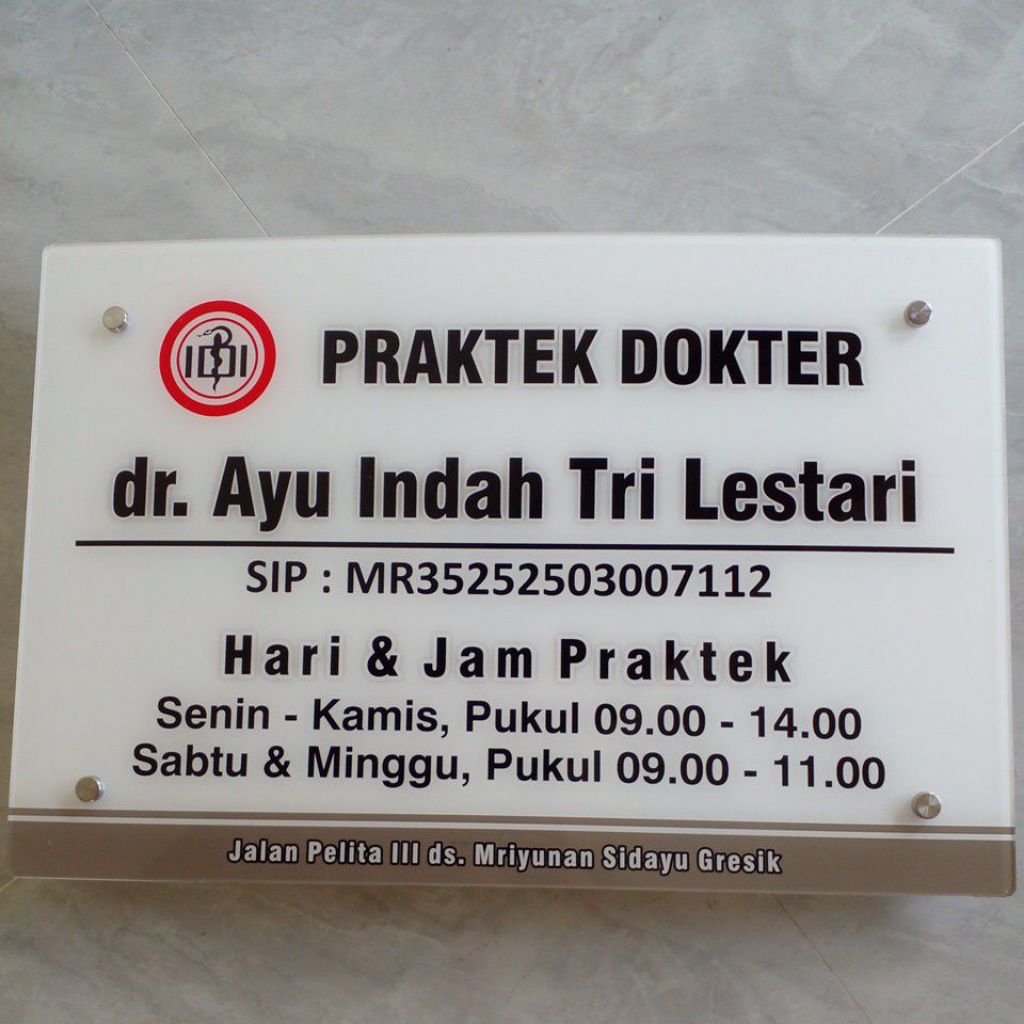 IDI PRAKTEK DOKTER
dr. Ayu Indah Tri Lestari
SIP : MR35252503007112
Hari & Jam Praktek
Senin - Kamis, Pukul 09.00 - 14.00
Sabtu & Minggu, Pukul 09.00 - 11.00
Jalan Pelita III ds. Mriyunan Sidayu Gresik